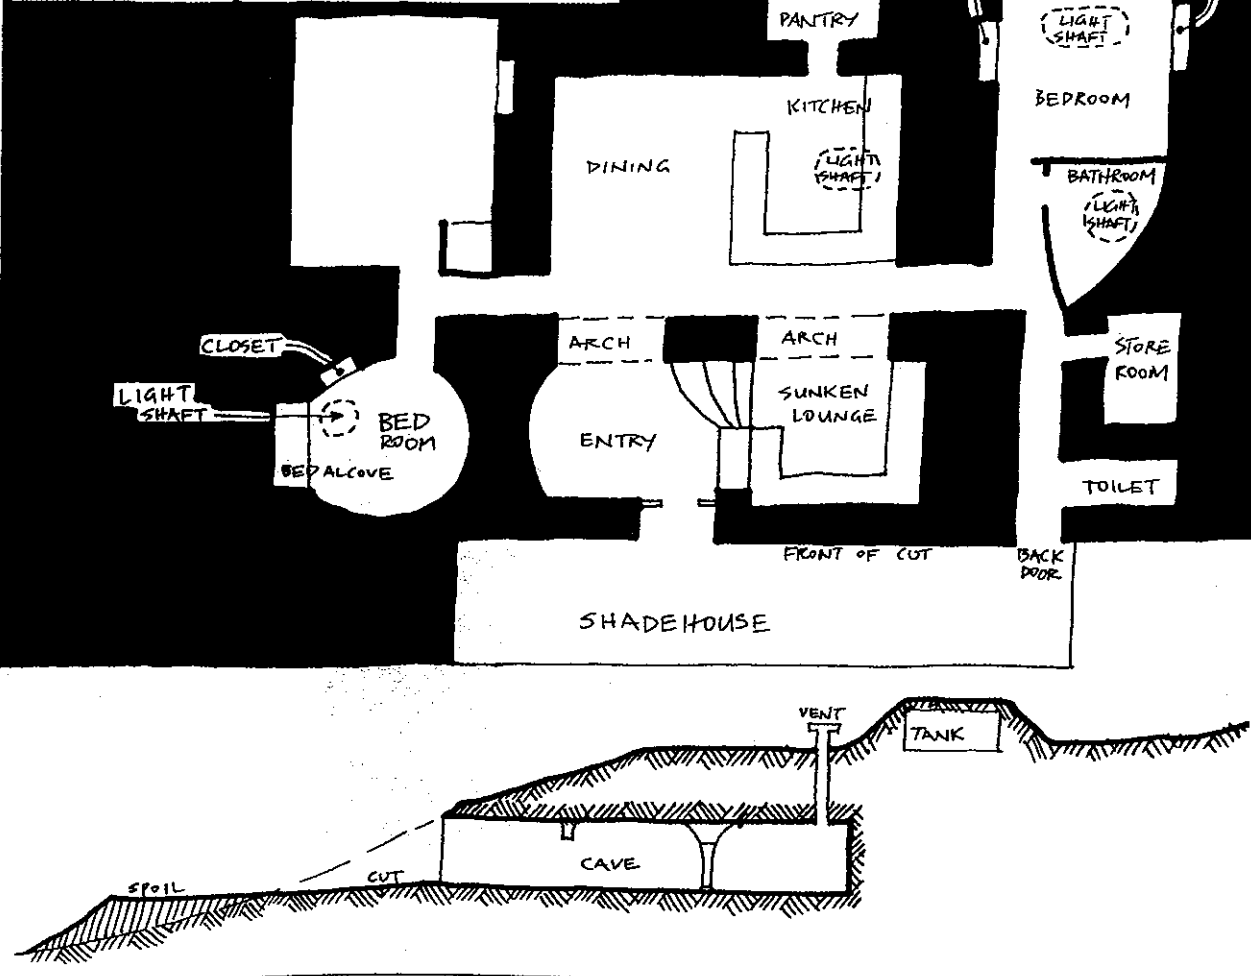 PANTRY
LIGHT
SHAFT
KITCHEN
BEDROOM
DINING
LIGHT
SHAFT
BATHROOM
LIGHT
SHAFT
CLOSET
ARCH
ARCH
STORE
ROOM
LIGHT
SHAFT
BED
ROOM
SUNKEN
LOUNGE
ENTRY
BED ALCOVE
TOILET
FRONT OF CUT
BACK
DOOR
SHADEHOUSE
VENT
TANK
CAVE
CUT
SPOIL